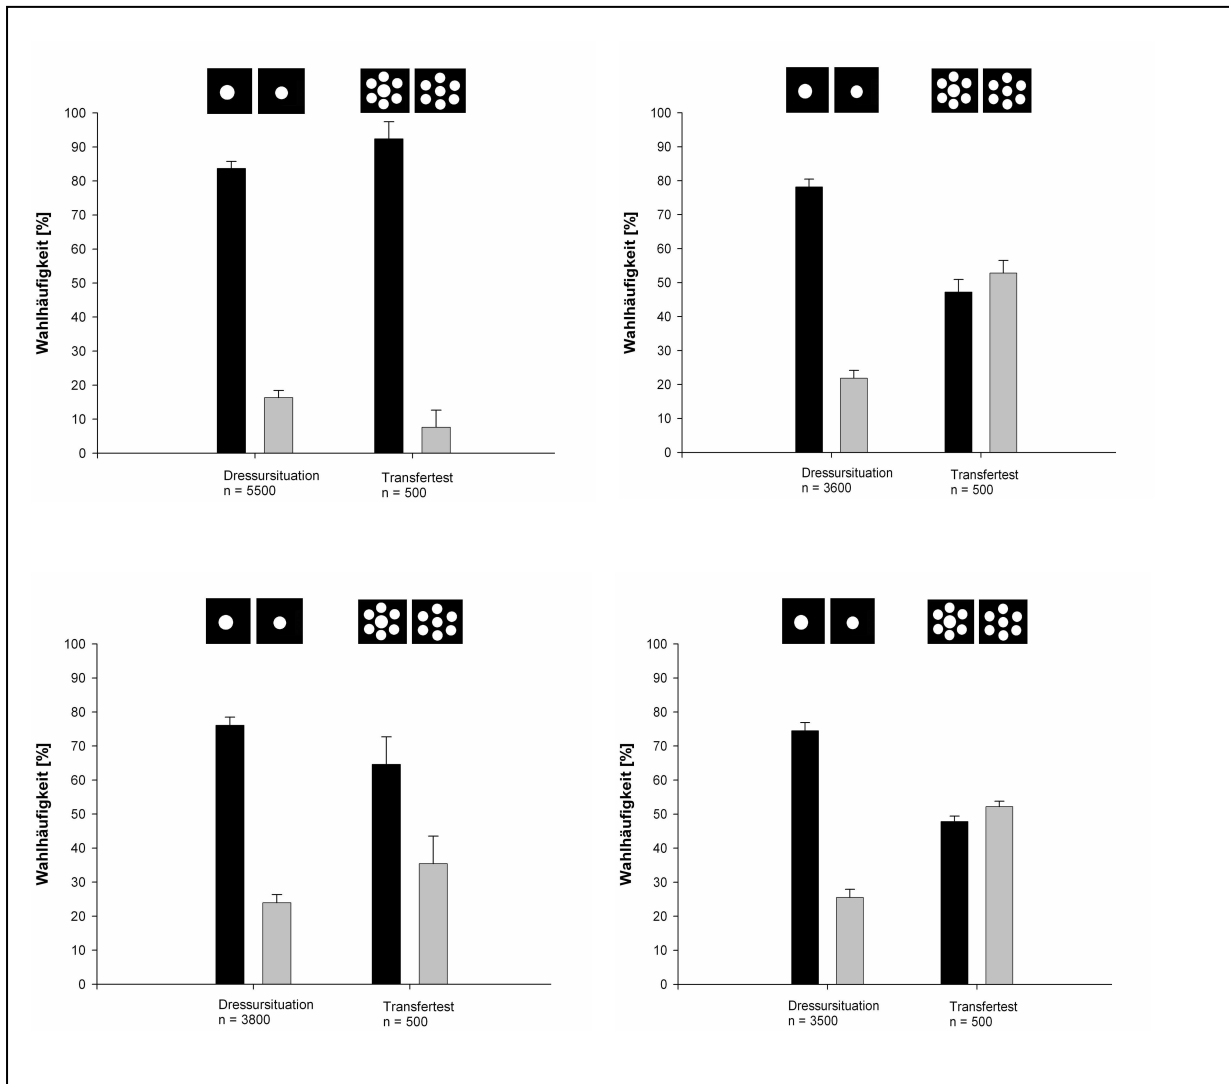 100
90
80
70
60
50
40
30
20
10
0
Wahlhäufigkeit [%]
Dressursituation
n = 5500
Transfertest
n = 500
100
90
80
70
60
50
40
30
20
10
0
Wahlhäufigkeit [%]
Dressursituation
n = 3600
Transfertest
n = 500
100
90
80
70
60
50
40
30
20
10
0
Wahlhäufigkeit [%]
Dressursituation
n = 3800
Transfertest
n = 500
100
90
80
70
60
50
40
30
20
10
0
Wahlhäufigkeit [%]
Dressursituation
n = 3500
Transfertest
n = 500